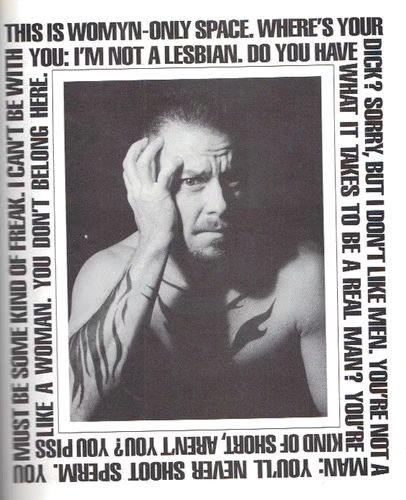 THIS IS WOMYN-ONLY SPACE. WHERE'S YOUR
DICK? SORRY, BUT I DON'T LIKE MEN. YOU'RE NOT A
MAN: YOU'LL NEVER SHOOT SPERM. YOU
MUST BE SOME KIND OF FREAK. I CAN'T BE WITH
YOU: I'M NOT A LESBIAN. DO YOU HAVE
WHAT IT TAKES TO BE A REAL MAN? YOU'RE
KIND OF SHORT, AREN'T YOU? YOU PISS
LIKE A WOMAN. YOU DON'T BELONG HERE.